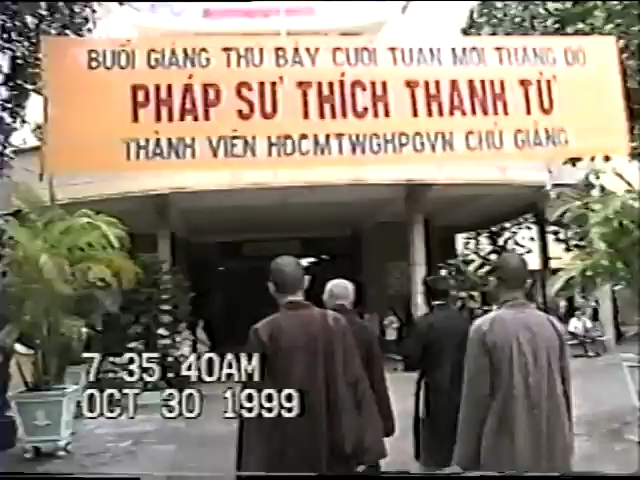 BUỔI GIẢNG THỨ BẢY CUỐI TUẦN MỖI THÁNG DO
PHÁP SƯ THÍCH THANH TỪ
THÀNH VIÊN HĐCMTWGHPGVN CHỦ GIẢNG
7:35:40AM
OCT 30 1999